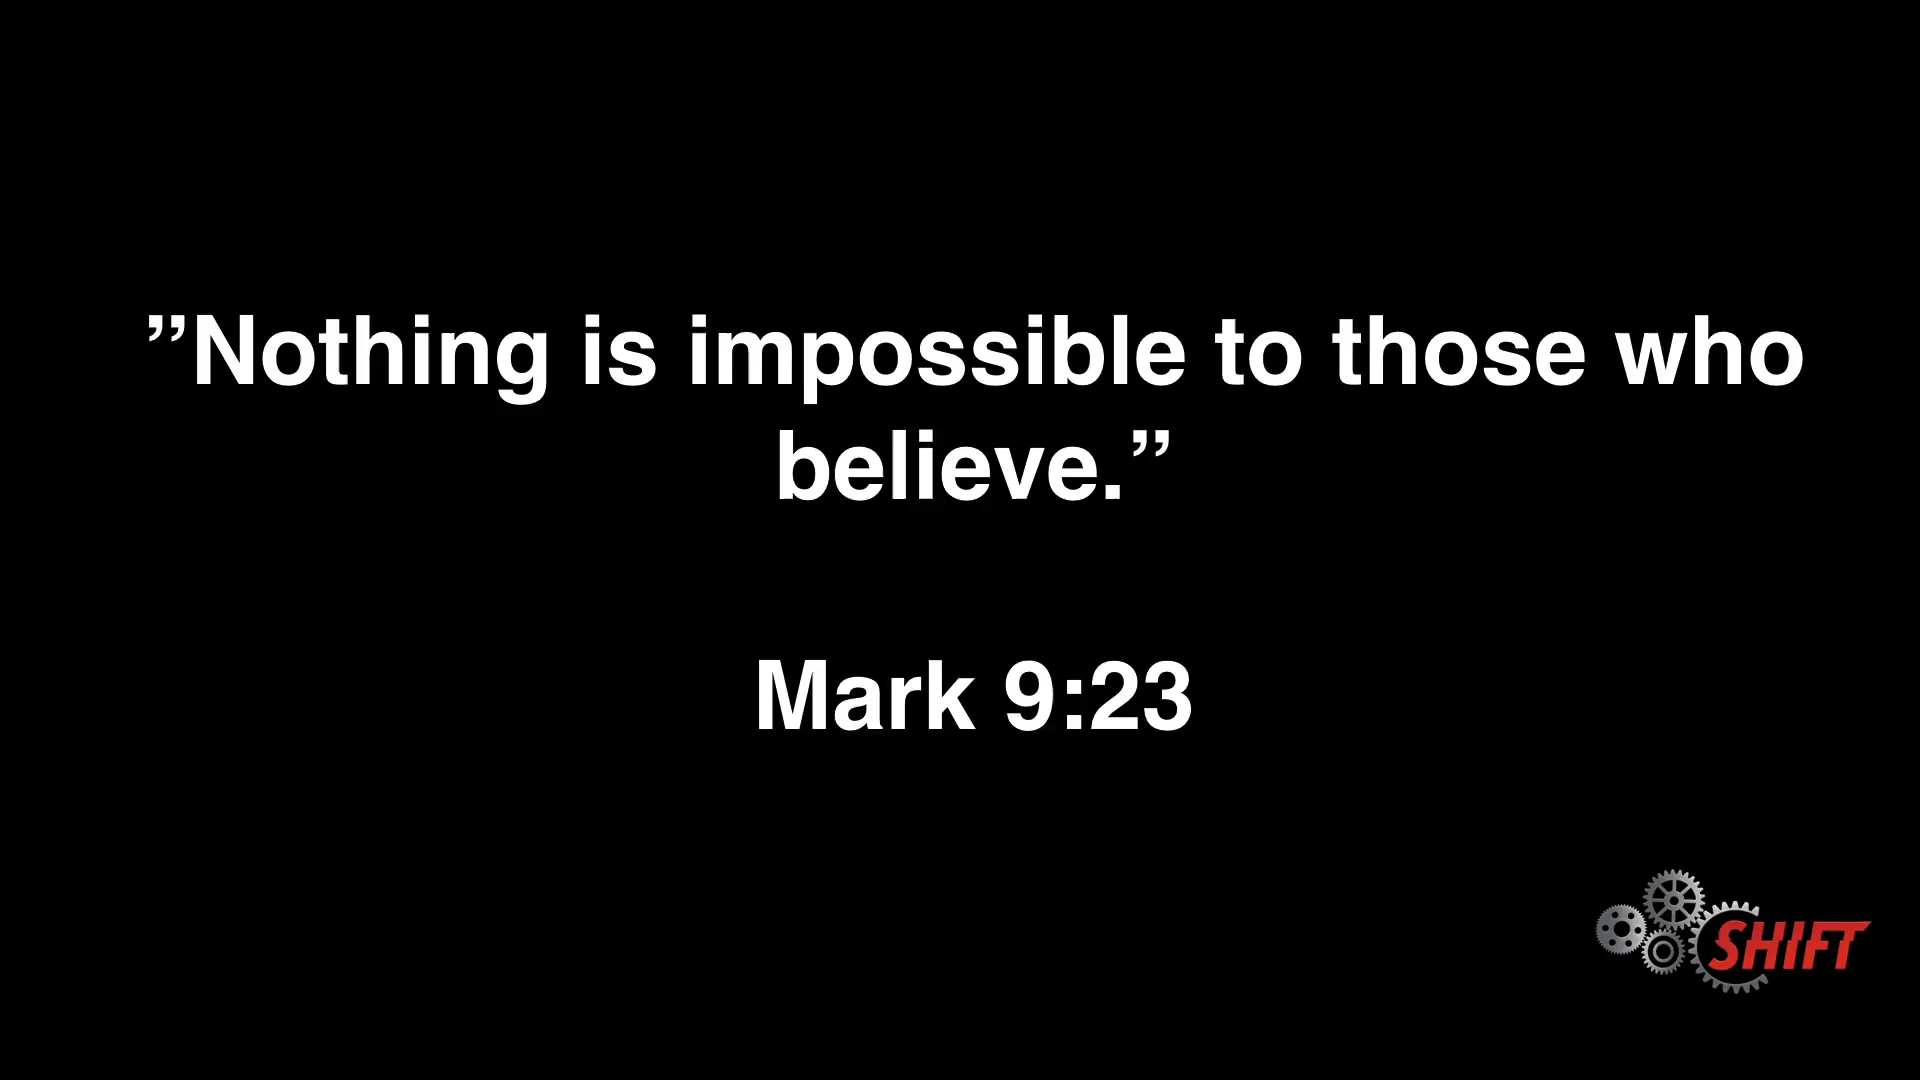 ”Nothing is impossible to those who
believe.”
Mark 9:23
SHIFT